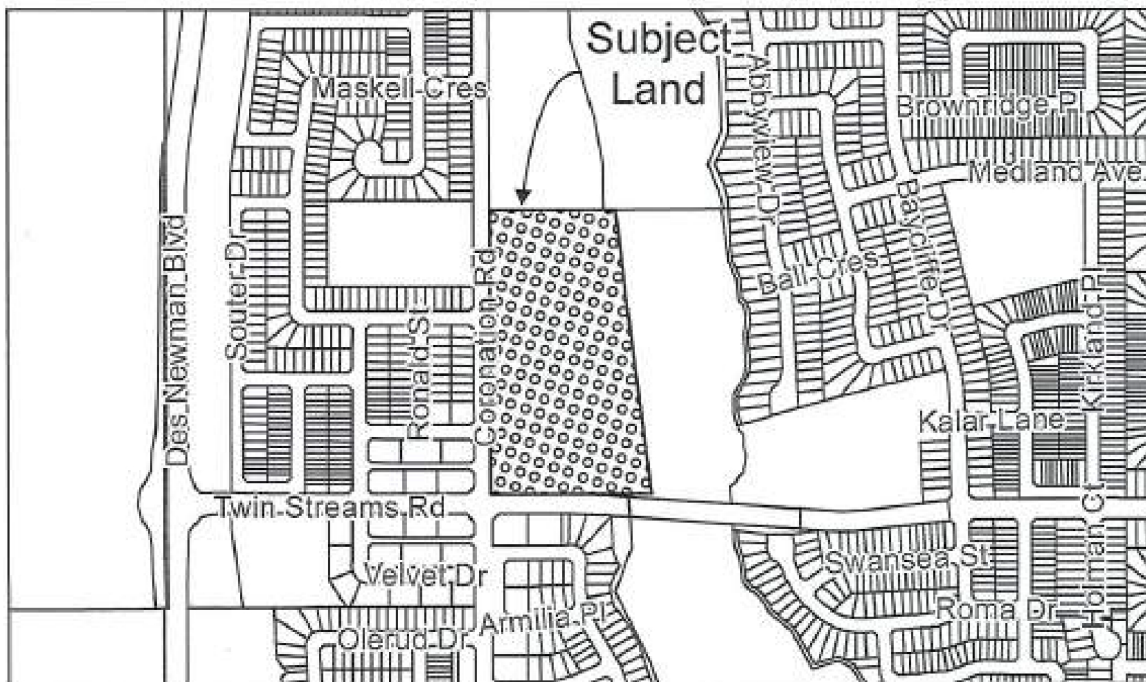 Subject
Land
Maskell Cres
Abbyview Dr
Brownridge Pl
Medland Ave.
Des Newman Blvd
Souter Dr
Ronald St
Coronation Rd
Ball Cres
Baycliffe Dr
Kirkland Pl
Kalar Lane
Twin Streams Rd
Holman Ct
Swansea St
Velvet Dr
Armilia Pl
Roma Dr
Olerud Dr